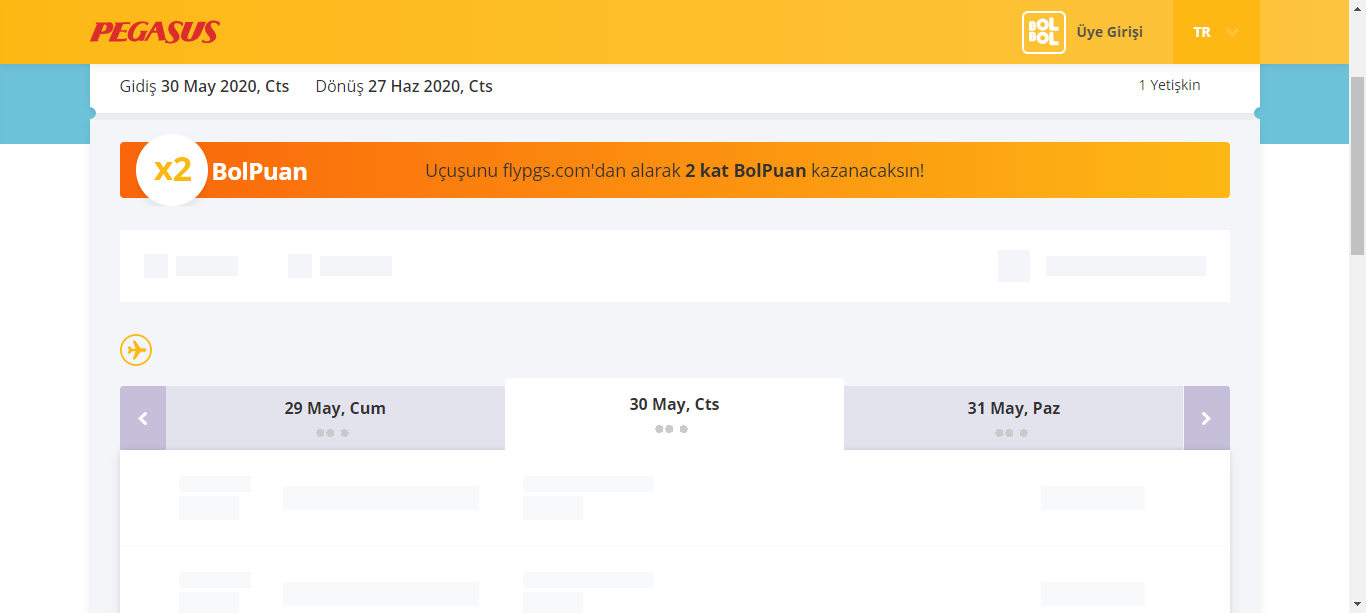 PEGASUS
BOL BOL
Üye Girişi
TR
Gidiş 30 May 2020, Cts
Dönüş 27 Haz 2020, Cts
1 Yetişkin
x2 BolPuan
Uçuşunu flypgs.com'dan alarak 2 kat BolPuan kazanacaksın!
29 May, Cum
30 May, Cts
31 May, Paz